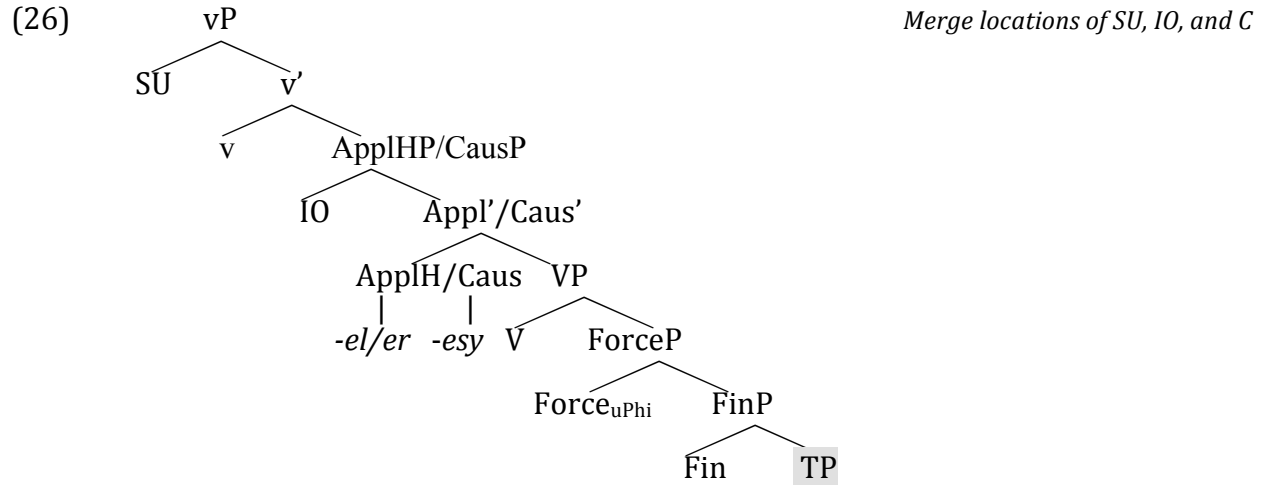 (26) vP Merge locations of SU, IO, and C
SU v’
v ApplHP/CausP
IO Appl’/Caus’
ApplH/Caus VP
-el/er -esy V ForceP
Force uPhi FinP
Fin TP